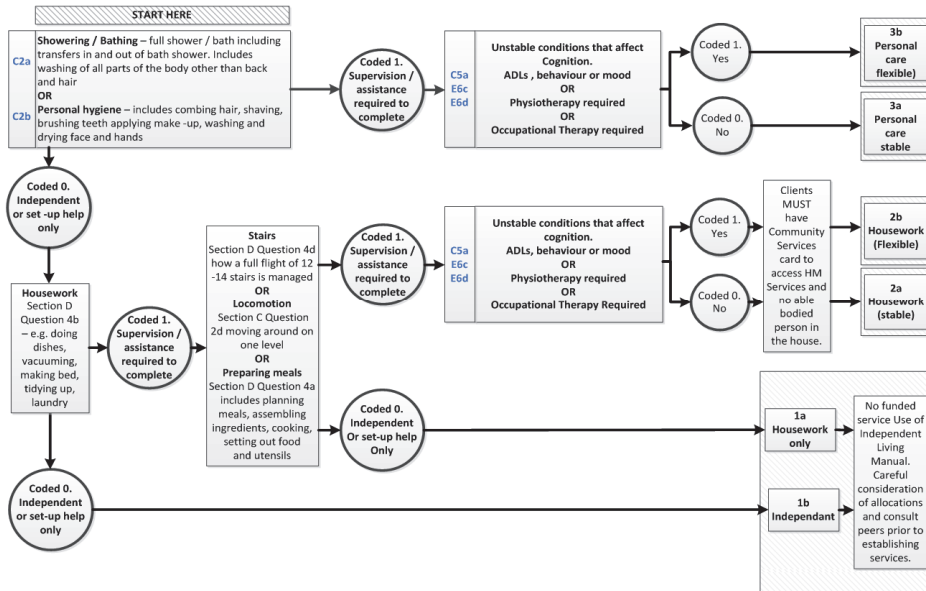 START HERE
C2a
Showering / Bathing – full shower / bath including
transfers in and out of bath shower. Includes
washing of all parts of the body other than back
and hair
OR
C2b
Personal hygiene – includes combing hair, shaving,
brushing teeth applying make -up, washing and
drying face and hands
Coded 1.
Supervision /
assistance
required to
complete
C5a
E6c
E6d
Unstable conditions that affect
Cognition.
ADLs , behaviour or mood
OR
Physiotherapy required
OR
Occupational Therapy required
Coded 1.
Yes
Coded 0.
No
3b
Personal
care
flexible)
3a
Personal
care
stable
Coded 0.
Independent
or set -up help
only
Housework
Section D
Question 4b
– e.g. doing
dishes,
vacuuming,
making bed,
tidying up,
laundry
Coded 1.
Supervision /
assistance
required to
complete
Stairs
Section D Question 4d
how a full flight of 12
-14 stairs is managed
OR
Locomotion
Section C Question
2d moving around on
one level
OR
Preparing meals
Section D Question 4a
includes planning
meals, assembling
ingredients, cooking,
setting out food
and utensils
Coded 1.
Supervision /
assistance
required to
complete
C5a
E6c
E6d
Unstable conditions that affect
cognition.
ADLs, behaviour or mood
OR
Physiotherapy required
OR
Occupational Therapy Required
Coded 1.
Yes
Coded 0.
No
Clients
MUST
have
Community
Services
card to
access HM
Services and
no able
bodied
person in
the house.
2b
Housework
(Flexible)
2a
Housework
(stable)
Coded 0.
Independent
Or set-up help
Only
1a
Housework
only
Coded 0.
Independent
or set-up help
only
1b
Independant
No funded
service Use of
Independent
Living
Manual.
Careful
consideration
of allocations
and consult
peers prior to
establishing
services.